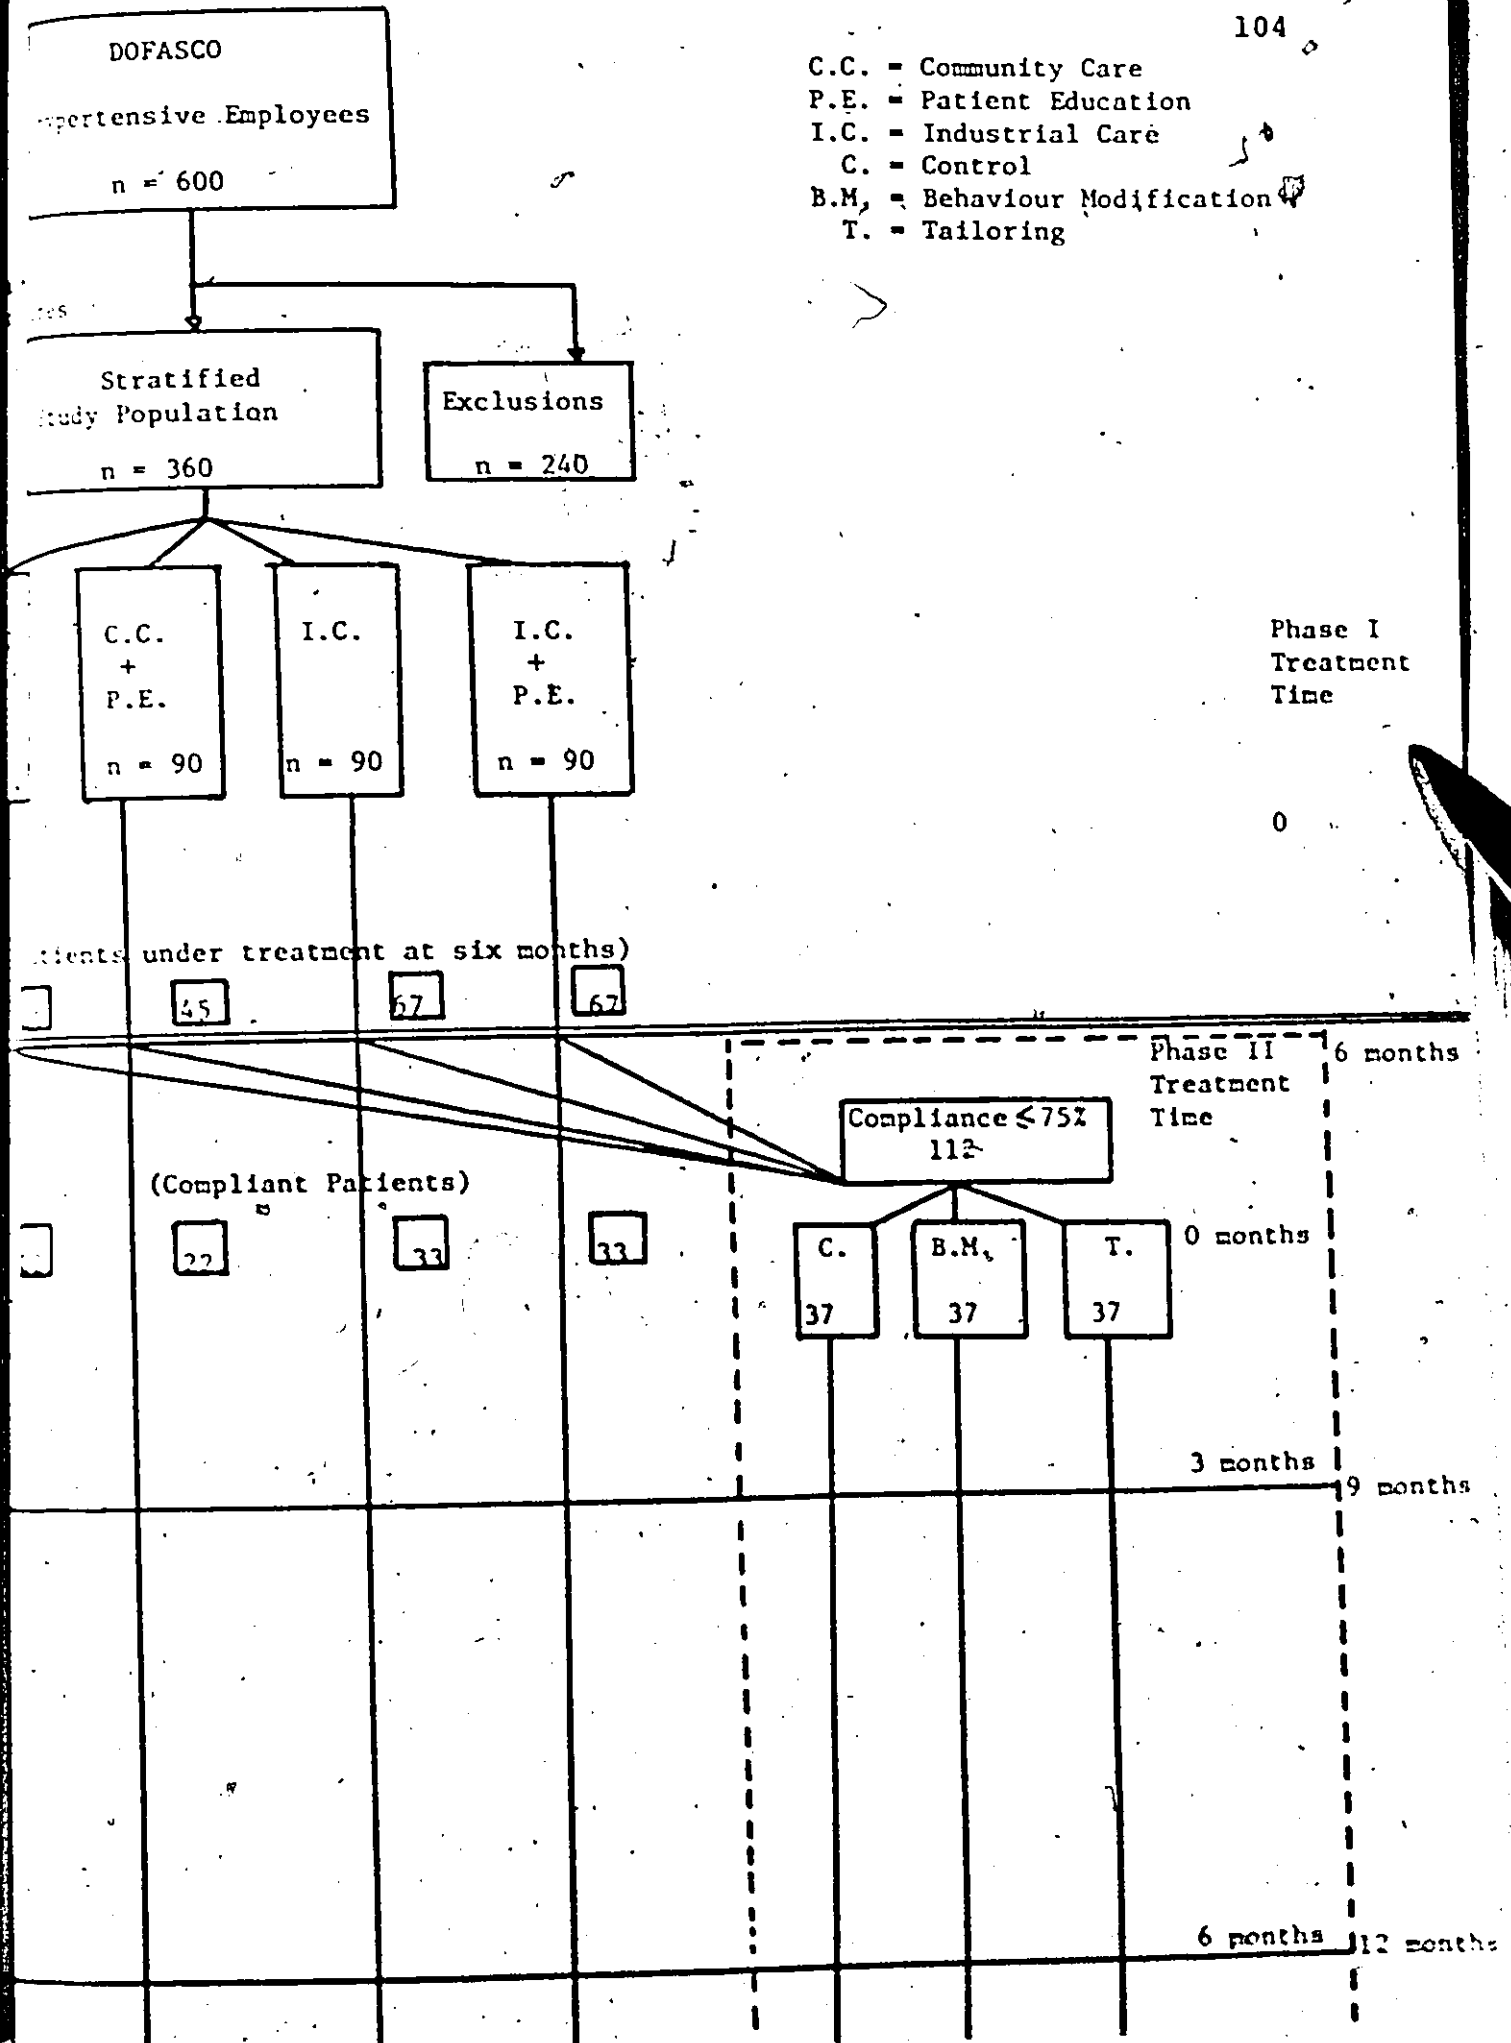 104
DOFASCO
Employees
n = 600
C.C. = Community Care
P.E. = Patient Education
I.C. = Industrial Care
C. = Control
B.M. = Behaviour Modification
T. = Tailoring
Stratified
Population
n = 360
Exclusions
n = 240
C.C.
+
P.E.
n = 90
I.C.
n = 90
I.C.
+
P.E.
n = 90
Phase I
Treatment
Time
0
under treatment at six months)
45
67
67
Phase II
Treatment
Time
6 months
Compliance ≤ 75%
112
(Compliant Patients)
22
33
33
C.
37
B.M.
37
T.
37
0 months
3 months
9 months
6 months
12 months